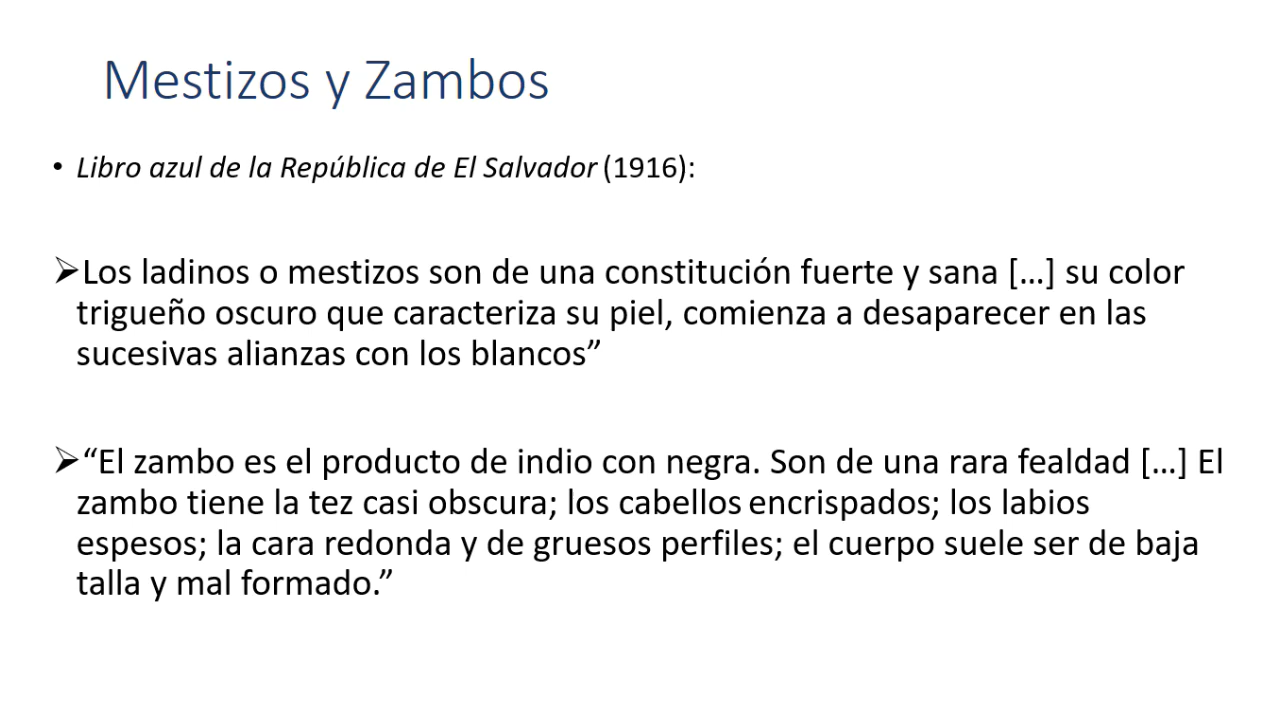 Mestizos y Zambos
• Libro azul de la República de El Salvador (1916):
➢Los ladinos o mestizos son de una constitución fuerte y sana [...] su color
trigueño oscuro que caracteriza su piel, comienza a desaparecer en las
sucesivas alianzas con los blancos”
➢“El zambo es el producto de indio con negra. Son de una rara fealdad [...] El
zambo tiene la tez casi obscura; los cabellos encrispados; los labios
espesos; la cara redonda y de gruesos perfiles; el cuerpo suele ser de baja
talla y mal formado.”